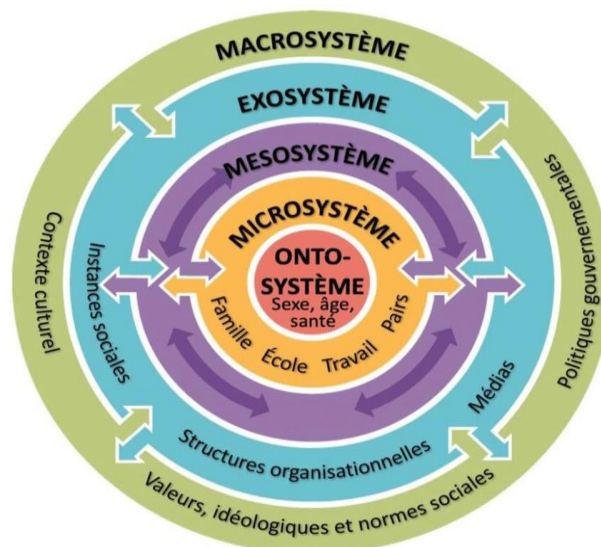 MACROSYSTÈME
EXOSYSTÈME
MESOSYSTÈME
MICROSYSTÈME
ONTO-
SYSTÈME
Sexe, âge,
santé
Famille
École
Travail
Pairs
Instances sociales
Structures organisationnelles
Médias
Contexte culturel
Valeurs, idéologiques et normes sociales
Politiques gouvernementales